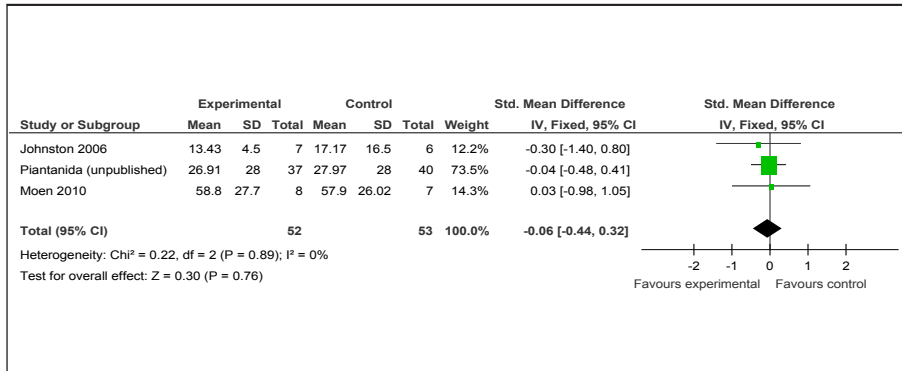 Experimental Control Std. Mean Difference Std. Mean Difference
Study or Subgroup Mean SD Total Mean SD Total Weight IV, Fixed, 95% CI IV, Fixed, 95% CI
Johnston 2006 13.43 4.5 7 17.17 16.5 6 12.2% -0.30 [-1.40, 0.80]
Piantanida (unpublished) 26.91 28 37 27.97 28 40 73.5% -0.04 [-0.48, 0.41]
Moen 2010 58.8 27.7 8 57.9 26.02 7 14.3% 0.03 [-0.98, 1.05]
Total (95% CI) 52 53 100.0% -0.06 [-0.44, 0.32]
Heterogeneity: Chi² = 0.22, df = 2 (P = 0.89); I² = 0%
Test for overall effect: Z = 0.30 (P = 0.76)
-2 -1 0 1 2
Favours experimental Favours control